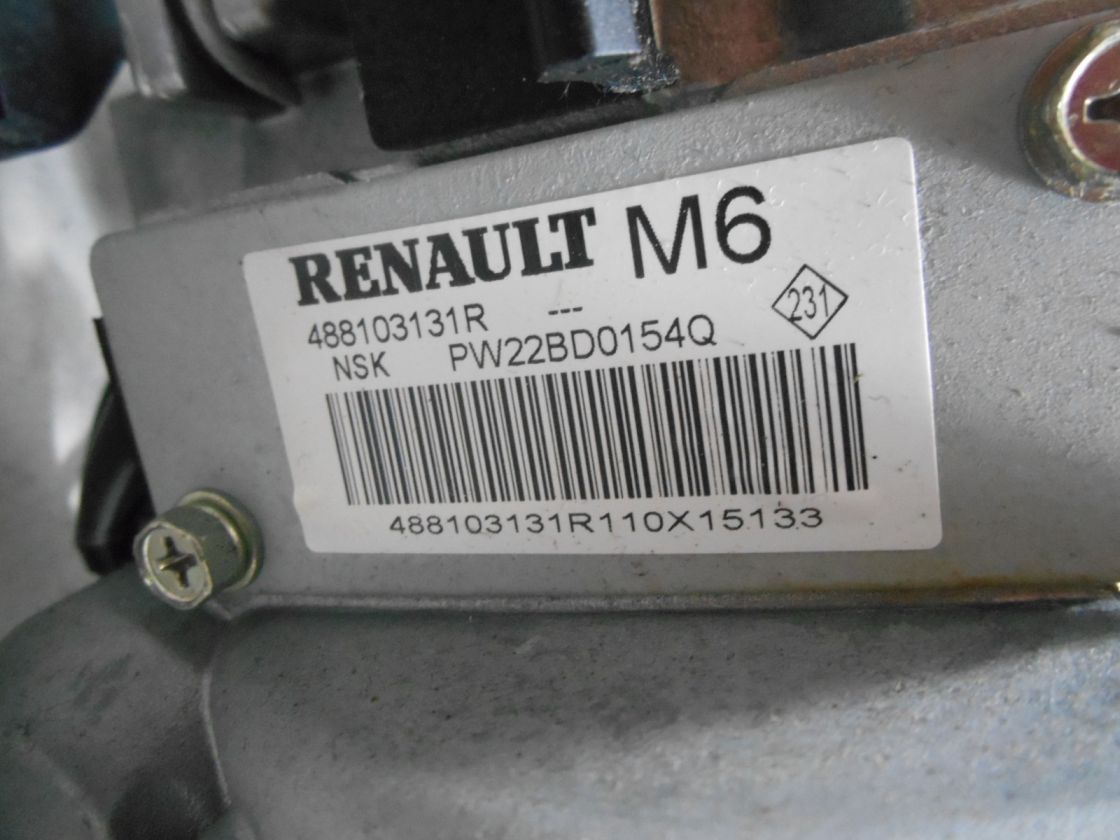 RENAULT M6
488103131R --- 231
NSK PW22BD0154Q
488103131R110X15133